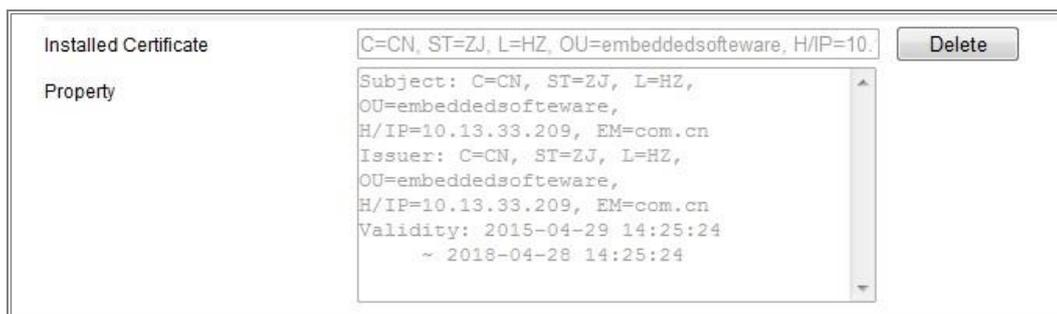 Installed Certificate
C=CN, ST=ZJ, L=HZ, OU=embeddedsofteware, H/IP=10.
Delete
Property
Subject: C=CN, ST=ZJ, L=HZ,
OU=embeddedsofteware,
H/IP=10.13.33.209, EM=com.cn
Issuer: C=CN, ST=ZJ, L=HZ,
OU=embeddedsofteware,
H/IP=10.13.33.209, EM=com.cn
Validity: 2015-04-29 14:25:24
~ 2018-04-28 14:25:24